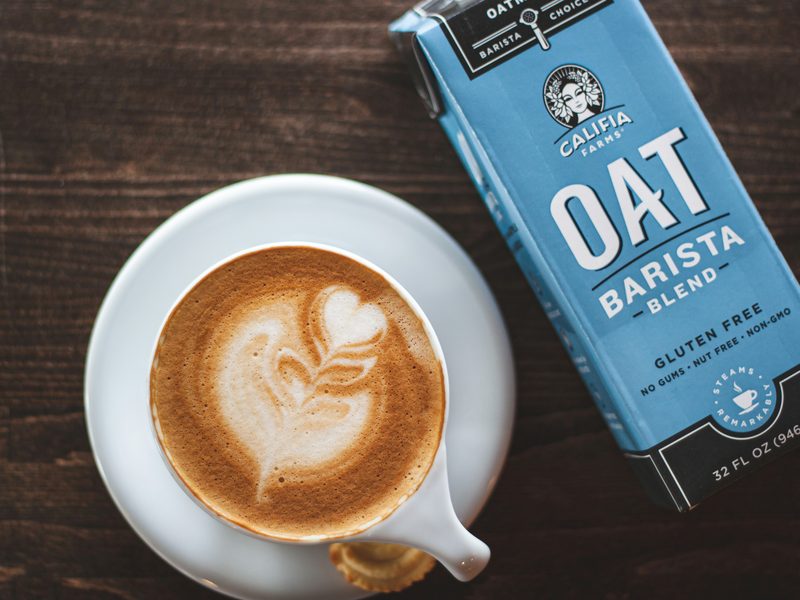 BARISTA CHOICE
CALIFIA
FARMS
OAT
BARISTA
BLEND
GLUTEN FREE
NO GUMS • NUT FREE • NON-GMO
STEAMS
REMARKABLY
32 FL OZ (946